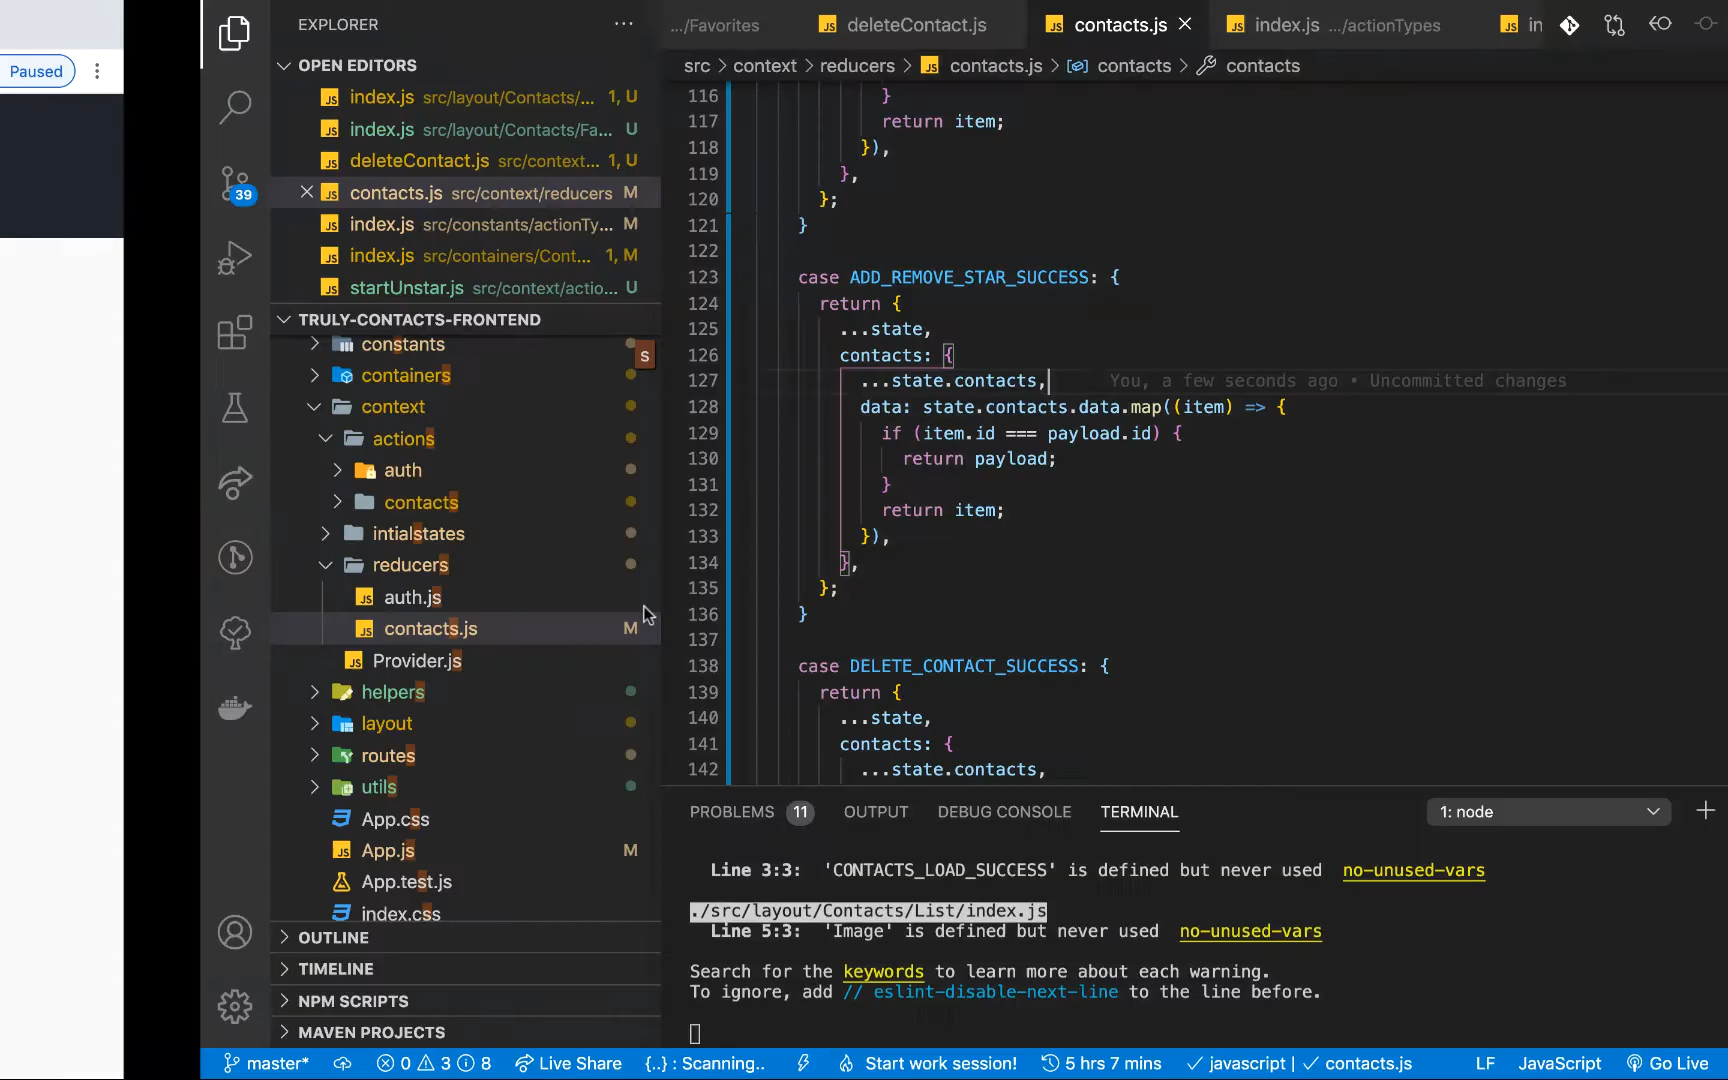 Paused
EXPLORER
OPEN EDITORS
index.js src/layout/Contacts/... 1, U
index.js src/layout/Contacts/Fa... U
deleteContact.js src/context... 1, U
contacts.js src/context/reducers M
index.js src/constants/actionTy... M
index.js src/containers/Cont... 1, M
startUnstar.js src/context/actio... U
TRULY-CONTACTS-FRONTEND
constants
s
containers
context
actions
auth
contacts
intialstates
reducers
auth.js
contacts.js M
Provider.js
helpers
layout
routes
utils
App.css
App.js M
App.test.js
index.css
OUTLINE
TIMELINE
NPM SCRIPTS
MAVEN PROJECTS
39
.../Favorites deleteContact.js contacts.js index.js .../actionTypes in
src > context > reducers > contacts.js > contacts > contacts
116 }
117 return item;
118 }),
119 },
120 };
121 }
122
123 case ADD_REMOVE_STAR_SUCCESS: {
124 return {
125 ...state,
126 contacts: {
127 ...state.contacts, You, a few seconds ago • Uncommitted changes
128 data: state.contacts.data.map((item) => {
129 if (item.id === payload.id) {
130 return payload;
131 }
132 return item;
133 }),
134 },
135 };
136 }
137
138 case DELETE_CONTACT_SUCCESS: {
139 return {
140 ...state,
141 contacts: {
142 ...state.contacts,
PROBLEMS 11 OUTPUT DEBUG CONSOLE TERMINAL 1: node
Line 3:3: 'CONTACTS_LOAD_SUCCESS' is defined but never used no-unused-vars
./src/layout/Contacts/List/index.js
Line 5:3: 'Image' is defined but never used no-unused-vars
Search for the keywords to learn more about each warning.
To ignore, add // eslint-disable-next-line to the line before.
master* 0 3 8 Live Share {..} : Scanning.. Start work session! 5 hrs 7 mins javascript | contacts.js LF JavaScript Go Live